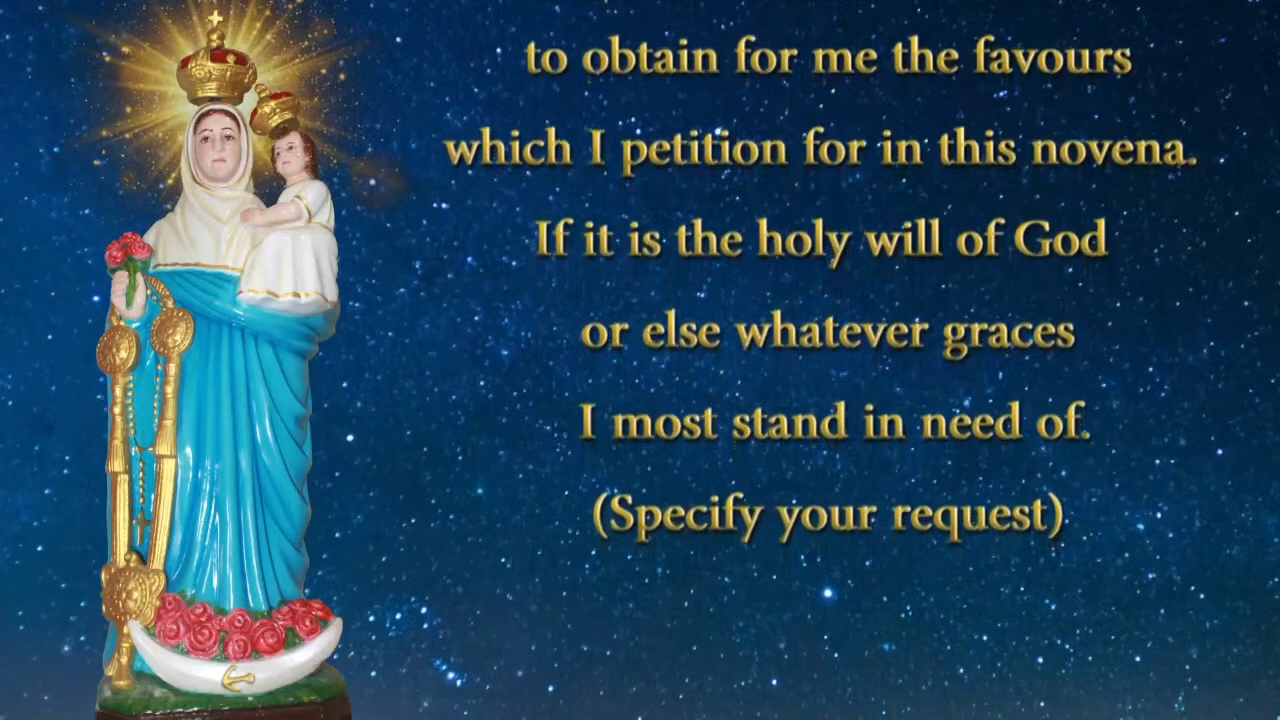 to obtain for me the favours
which I petition for in this novena.
If it is the holy will of God
or else whatever graces
I most stand in need of.
(Specify your request)